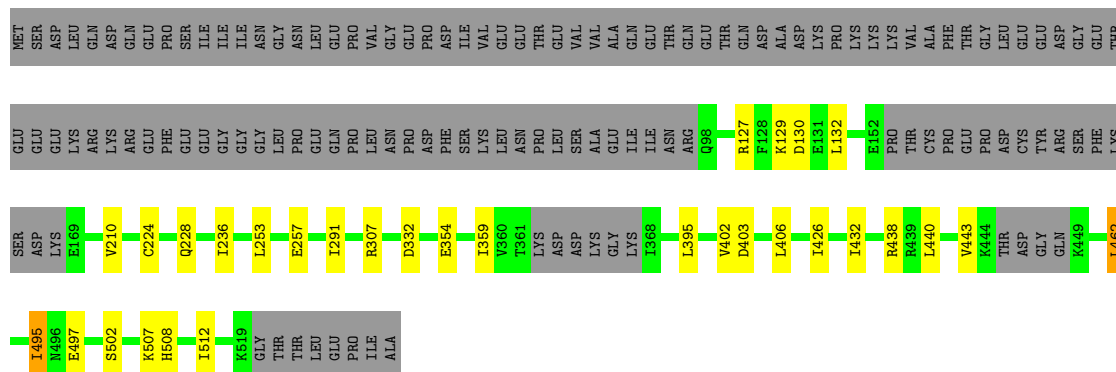 MET SER ASP LEU GLN ASP GLN GLU PRO SER ILE ILE ILE ASN GLY ASN LEU GLU PRO VAL GLY GLU PRO ASP ILE VAL GLU GLU THR GLU VAL VAL ALA GLN GLU THR GLN GLU THR GLN ASP ALA ASP LYS PRO LYS LYS LYS VAL ALA PHE THR GLY LEU GLU GLU ASP GLY GLU THR
GLU GLU GLU LYS ARG LYS ARG GLU PHE GLU GLU GLY GLY GLY LEU PRO GLU GLN PRO LEU ASN PRO ASP PHE SER LYS LEU ASN PRO LEU SER ALA GLU ILE ILE ASN ARG Q98 R127 F128 K129 D130 E131 L132 E152 PRO THR CYS PRO GLU PRO ASP CYS TYR ARG SER PHE LYS
SER ASP LYS E169 V210 C224 Q228 I236 L253 E257 I291 R307 D332 E354 I359 V360 T361 LYS ASP ASP LYS GLY LYS I368 L395 V402 D403 L406 I426 I432 R438 R439 L440 V443 K444 THR ASP GLY GLN K449 L462
I495 N496 E497 S502 K507 H508 I512 K519 GLY THR THR LEU GLU PRO ILE ALA